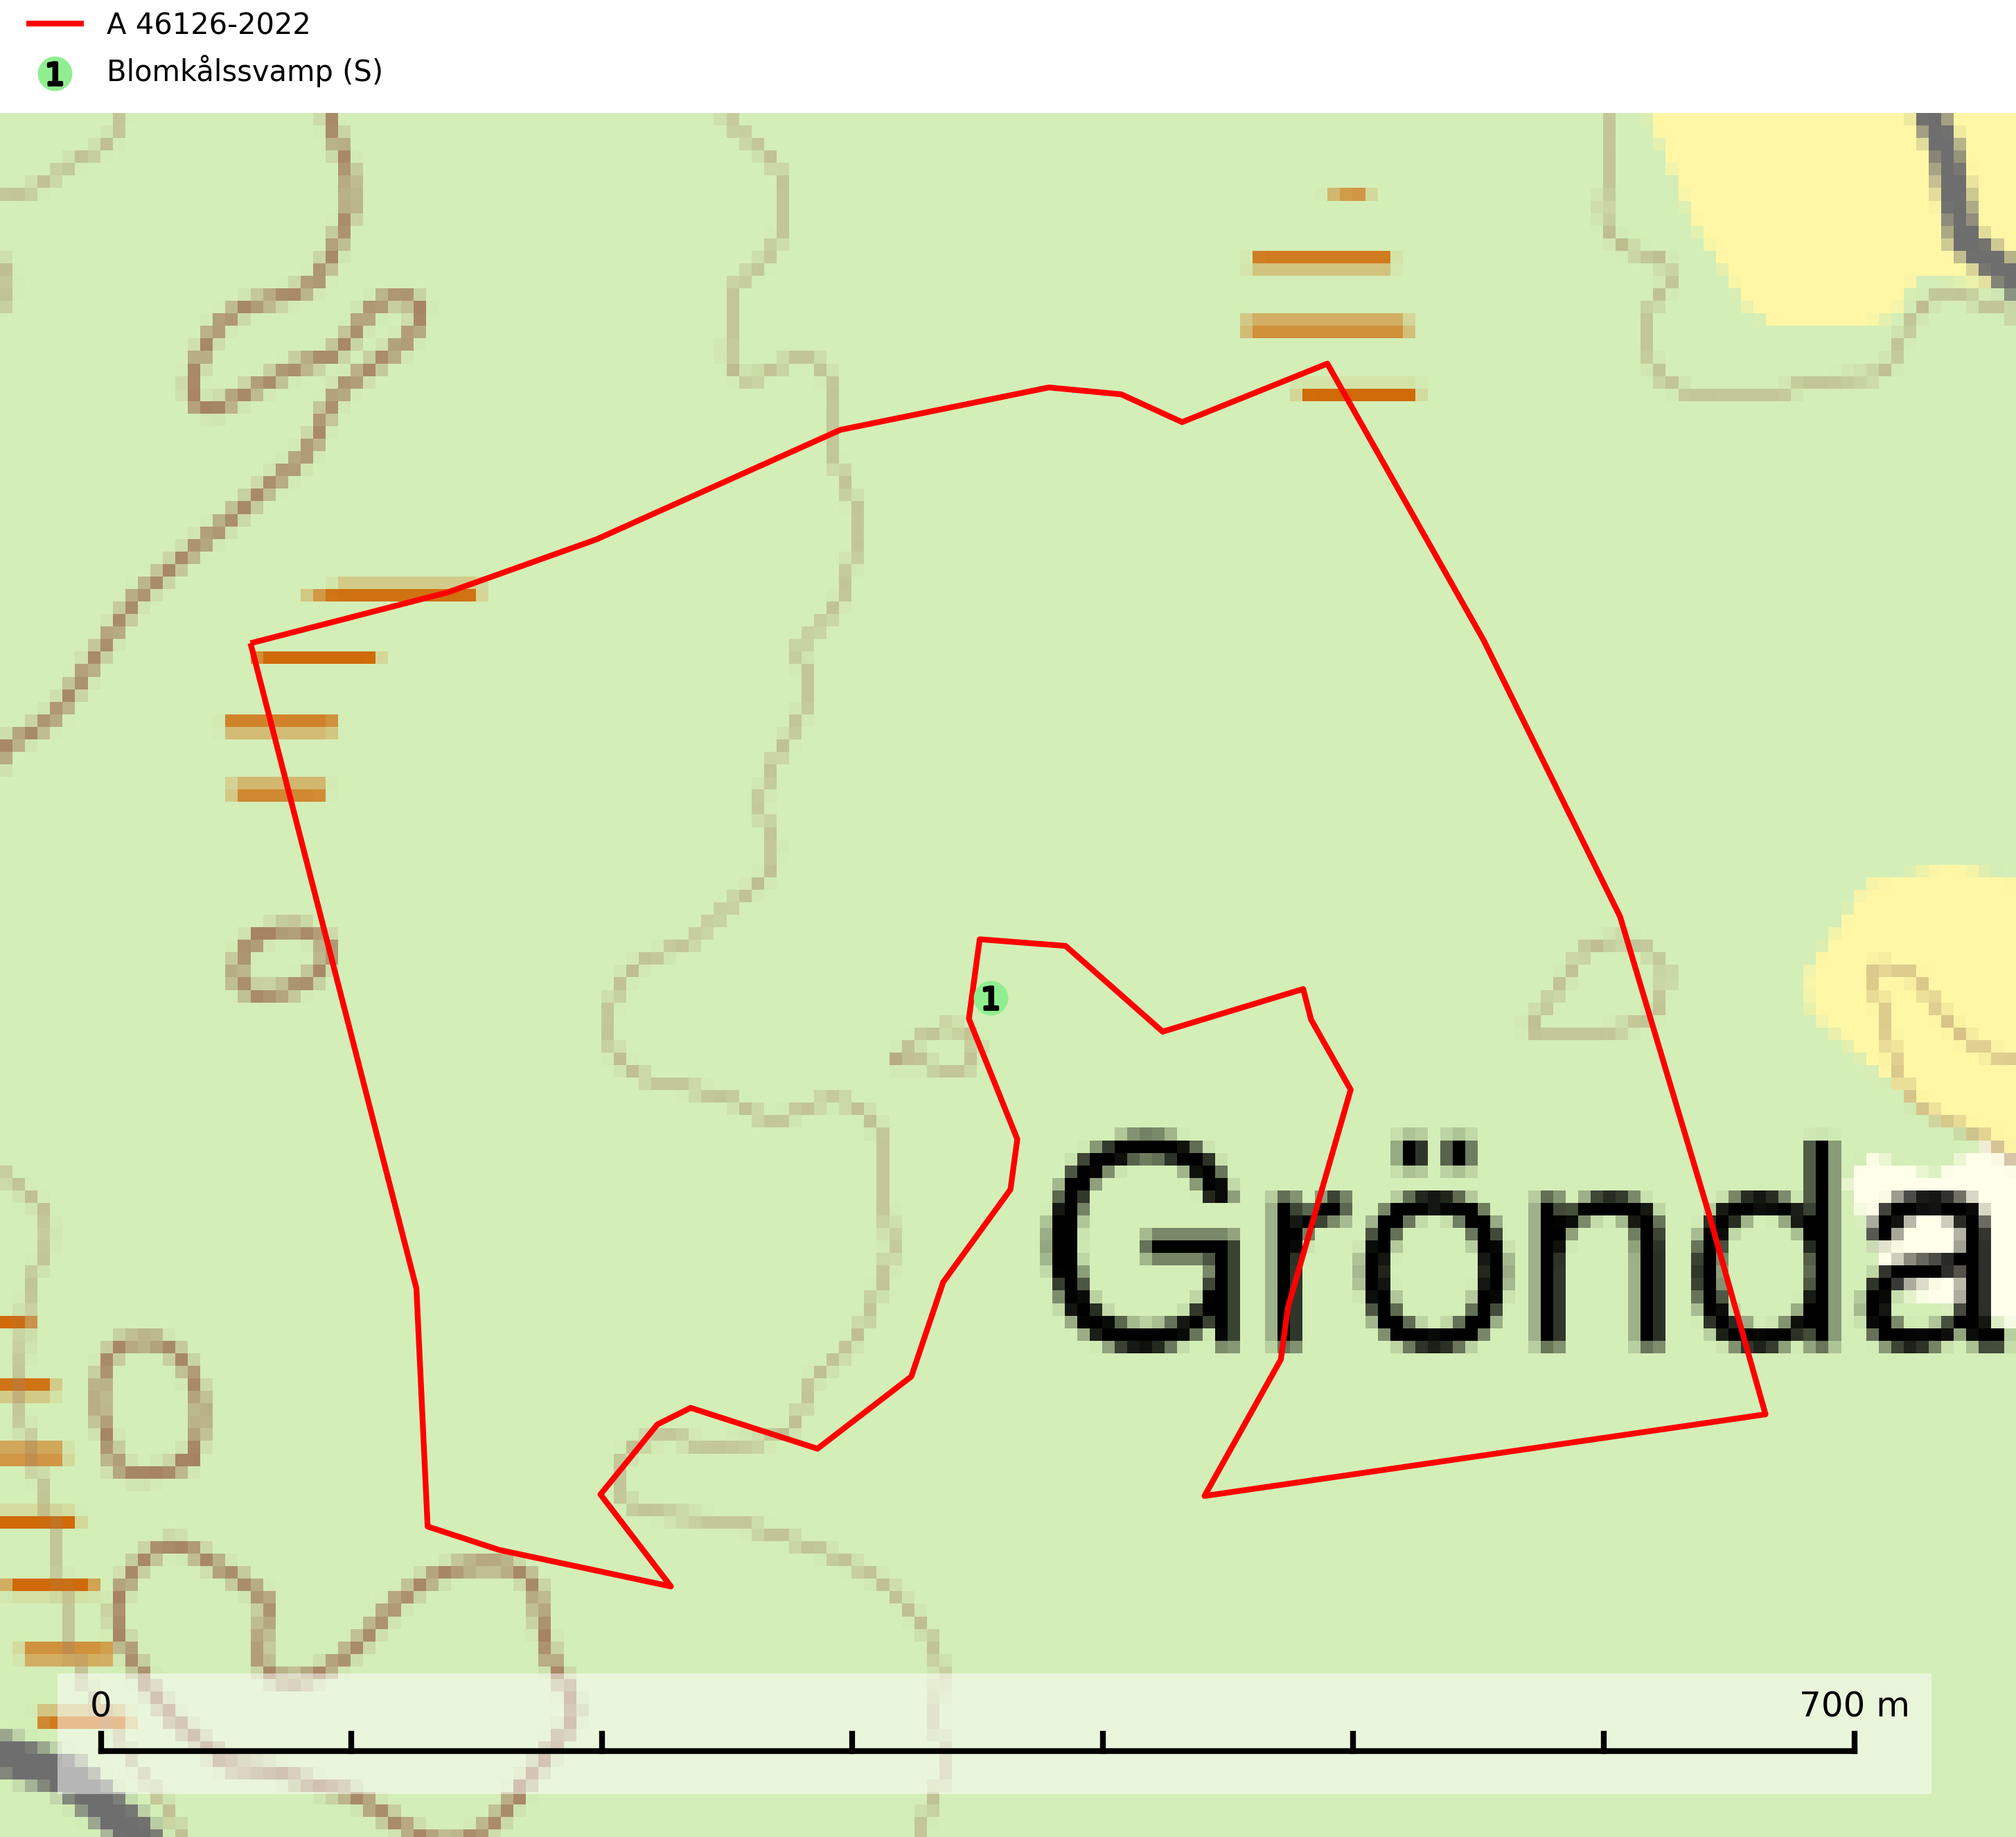 A 46126-2022
1 Blomkålssvamp (S)
1
Grönda
0 700 m